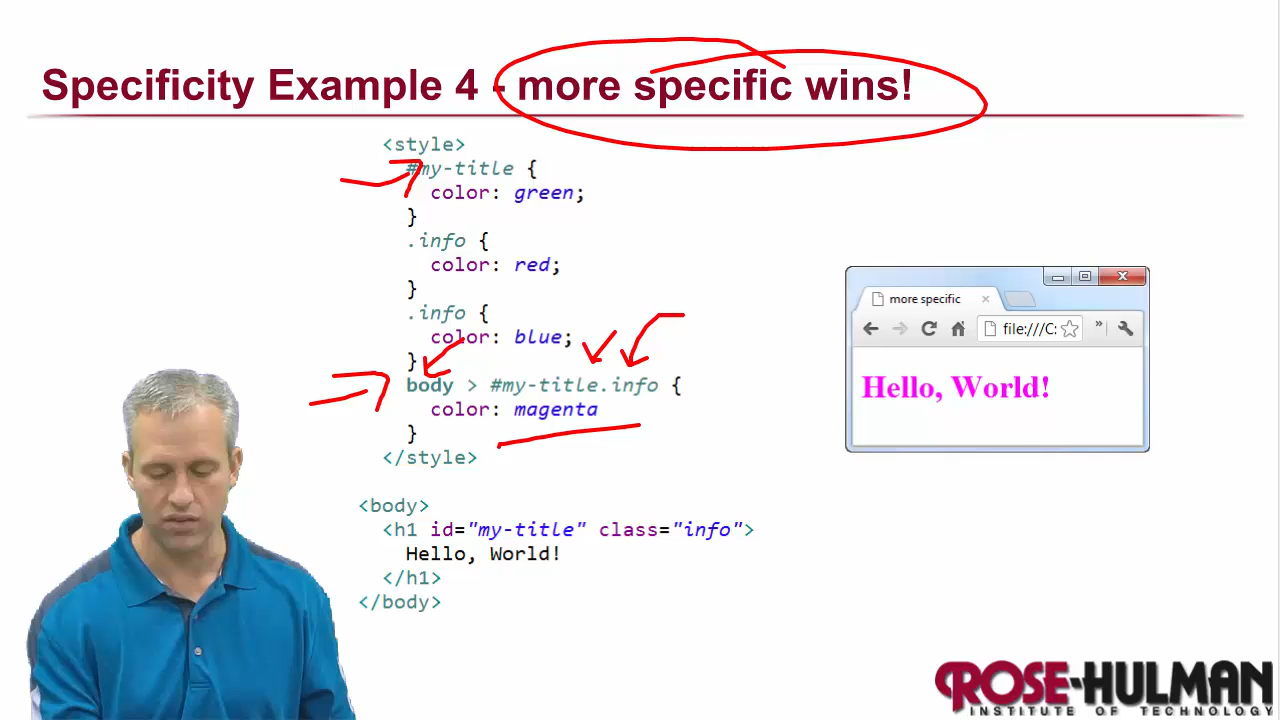 Specificity Example 4 - more specific wins!
<style>
#my-title {
color: green;
}
.info {
color: red;
}
.info {
color: blue;
}
body > #my-title.info {
color: magenta
}
</style>
<body>
<h1 id="my-title" class="info">
Hello, World!
</h1>
</body>
more specific
file:///C:
Hello, World!
ROSE-HULMAN
INSTITUTE OF TECHNOLOGY